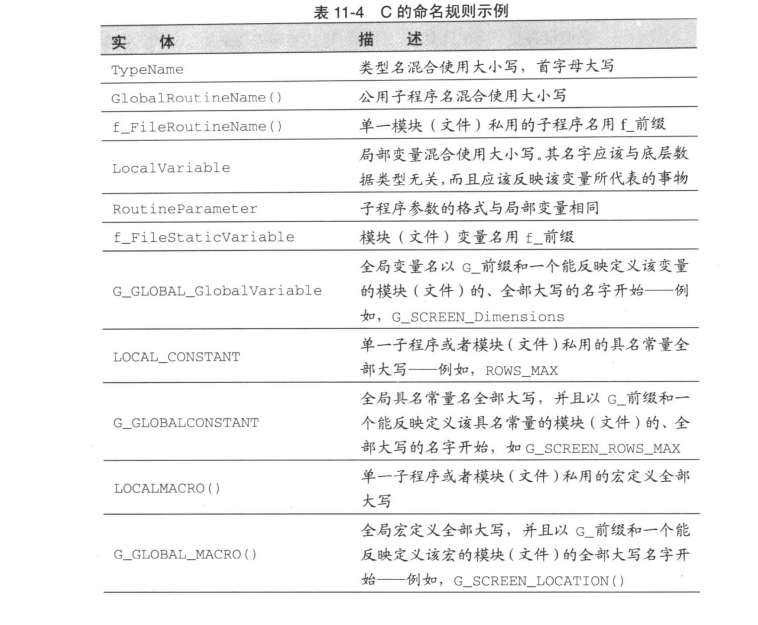 表 11-4 C 的命名规则示例
实 体 描 述
TypeName 类型名混合使用大小写，首字母大写
GlobalRoutineName() 公用子程序名混合使用大小写
f_FileRoutineName() 单一模块（文件）私用的子程序名用 f_前缀
LocalVariable 局部变量混合使用大小写。其名字应该与底层数
据类型无关，而且应该反映该变量所代表的事物
RoutineParameter 子程序参数的格式与局部变量相同
f_FileStaticVariable 模块（文件）变量名用 f_前缀
G_GLOBAL_GlobalVariable 全局变量名以 G_前缀和一个能反映定义该变量
的模块（文件）的、全部大写的名字开始——例
如，G_SCREEN_Dimensions
LOCAL_CONSTANT 单一子程序或者模块（文件）私用的具名常量全
部大写——例如，ROWS_MAX
G_GLOBALCONSTANT 全局具名常量名全部大写，并且以 G_前缀和一
个能反映定义该具名常量的模块（文件）的、全
部大写的名字开始，如 G_SCREEN_ROWS_MAX
LOCALMACRO() 单一子程序或者模块（文件）私用的宏定义全部
大写
G_GLOBAL_MACRO() 全局宏定义全部大写，并且以 G_前缀和一个能
反映定义该宏的模块（文件）的全部大写名字开
始——例如，G_SCREEN_LOCATION()